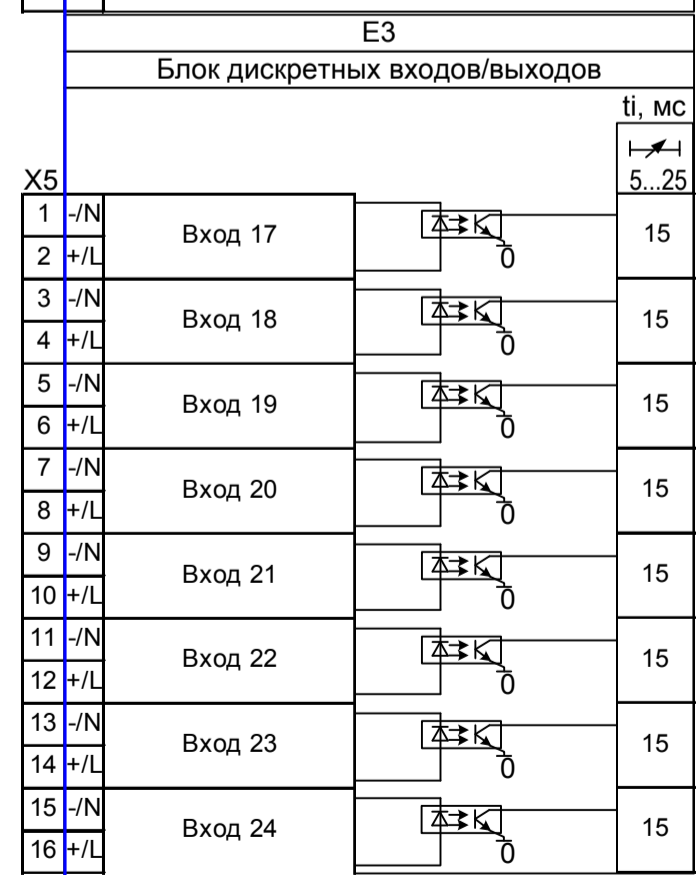 E3
Блок дискретных входов/выходов
ti, мс
X5 5...25
1 -/N Вход 17 15
2 +/L 0
3 -/N Вход 18 15
4 +/L 0
5 -/N Вход 19 15
6 +/L 0
7 -/N Вход 20 15
8 +/L 0
9 -/N Вход 21 15
10 +/L 0
11 -/N Вход 22 15
12 +/L 0
13 -/N Вход 23 15
14 +/L 0
15 -/N Вход 24 15
16 +/L 0